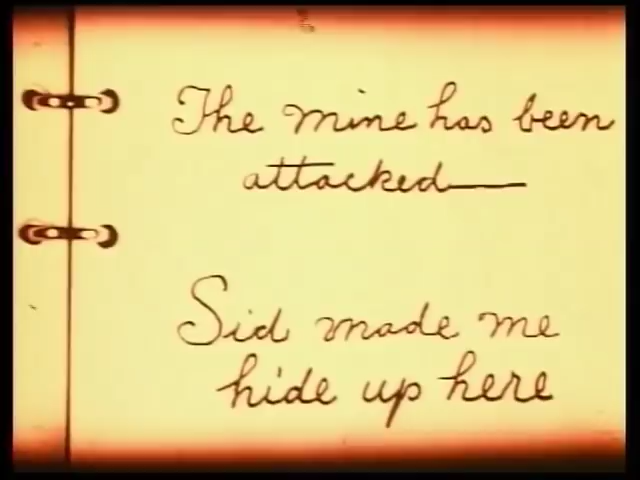 The mine has been
attacked—
Sid made me
hide up here